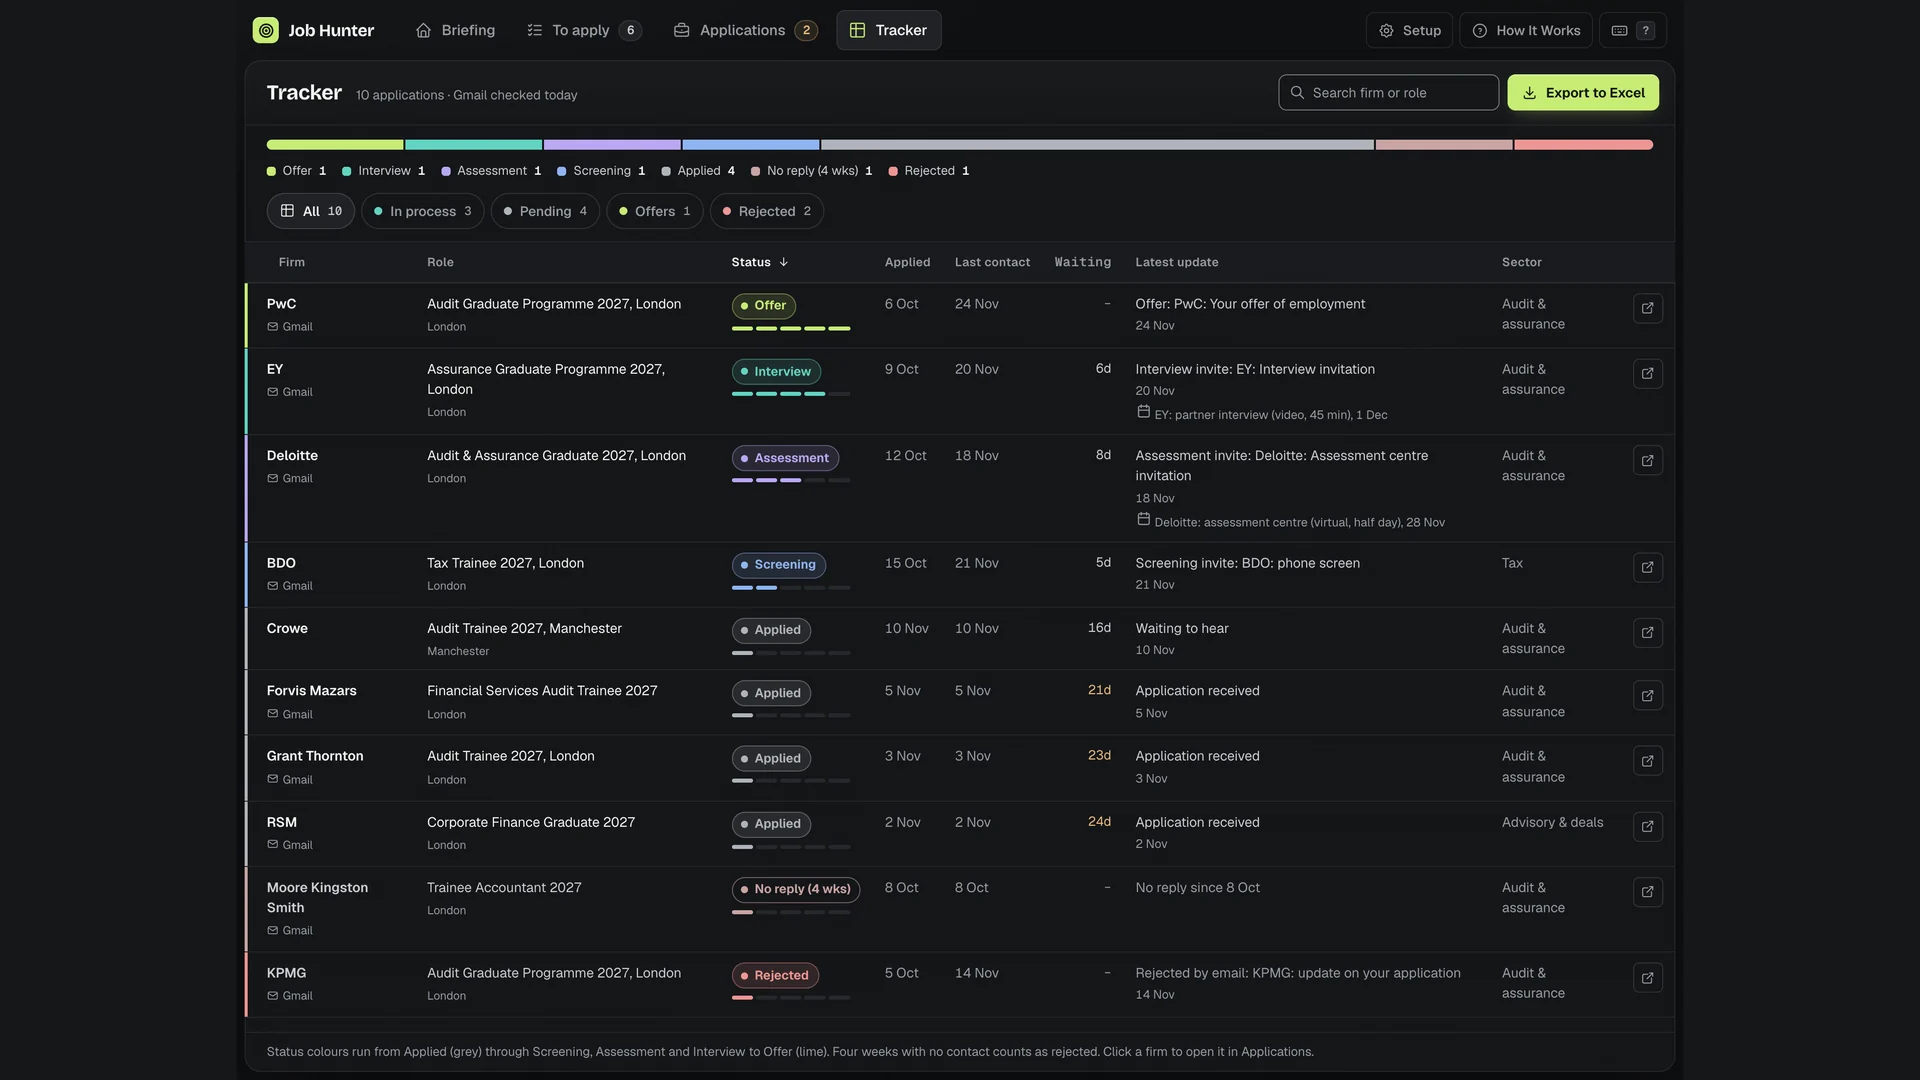 Job Hunter
Briefing
To apply 6
Applications 2
Tracker
Setup
How It Works
?
Tracker
10 applications · Gmail checked today
Search firm or role
Export to Excel
Offer 1 Interview 1 Assessment 1 Screening 1 Applied 4 No reply (4 wks) 1 Rejected 1
All 10 In process 3 Pending 4 Offers 1 Rejected 2
Firm Role Status ↓ Applied Last contact Waiting Latest update Sector
PwC Audit Graduate Programme 2027, London Offer 6 Oct 24 Nov – Offer: PwC: Your offer of employment Audit &
Gmail London 24 Nov assurance
EY Assurance Graduate Programme 2027, Interview 9 Oct 20 Nov 6d Interview invite: EY: Interview invitation Audit &
Gmail London 20 Nov assurance
London EY: partner interview (video, 45 min), 1 Dec
Deloitte Audit & Assurance Graduate 2027, London Assessment 12 Oct 18 Nov 8d Assessment invite: Deloitte: Assessment centre Audit &
Gmail London invitation assurance
18 Nov
Deloitte: assessment centre (virtual, half day), 28 Nov
BDO Tax Trainee 2027, London Screening 15 Oct 21 Nov 5d Screening invite: BDO: phone screen Tax
Gmail London 21 Nov
Crowe Audit Trainee 2027, Manchester Applied 10 Nov 10 Nov 16d Waiting to hear Audit &
Manchester 10 Nov assurance
Forvis Mazars Financial Services Audit Trainee 2027 Applied 5 Nov 5 Nov 21d Application received Audit &
Gmail London 5 Nov assurance
Grant Thornton Audit Trainee 2027, London Applied 3 Nov 3 Nov 23d Application received Audit &
Gmail London 3 Nov assurance
RSM Corporate Finance Graduate 2027 Applied 2 Nov 2 Nov 24d Application received Advisory & deals
Gmail London 2 Nov
Moore Kingston Trainee Accountant 2027 No reply (4 wks) 8 Oct 8 Oct – No reply since 8 Oct Audit &
Smith London assurance
Gmail
KPMG Audit Graduate Programme 2027, London Rejected 5 Oct 14 Nov – Rejected by email: KPMG: update on your application Audit &
Gmail London 14 Nov assurance
Status colours run from Applied (grey) through Screening, Assessment and Interview to Offer (lime). Four weeks with no contact counts as rejected. Click a firm to open it in Applications.